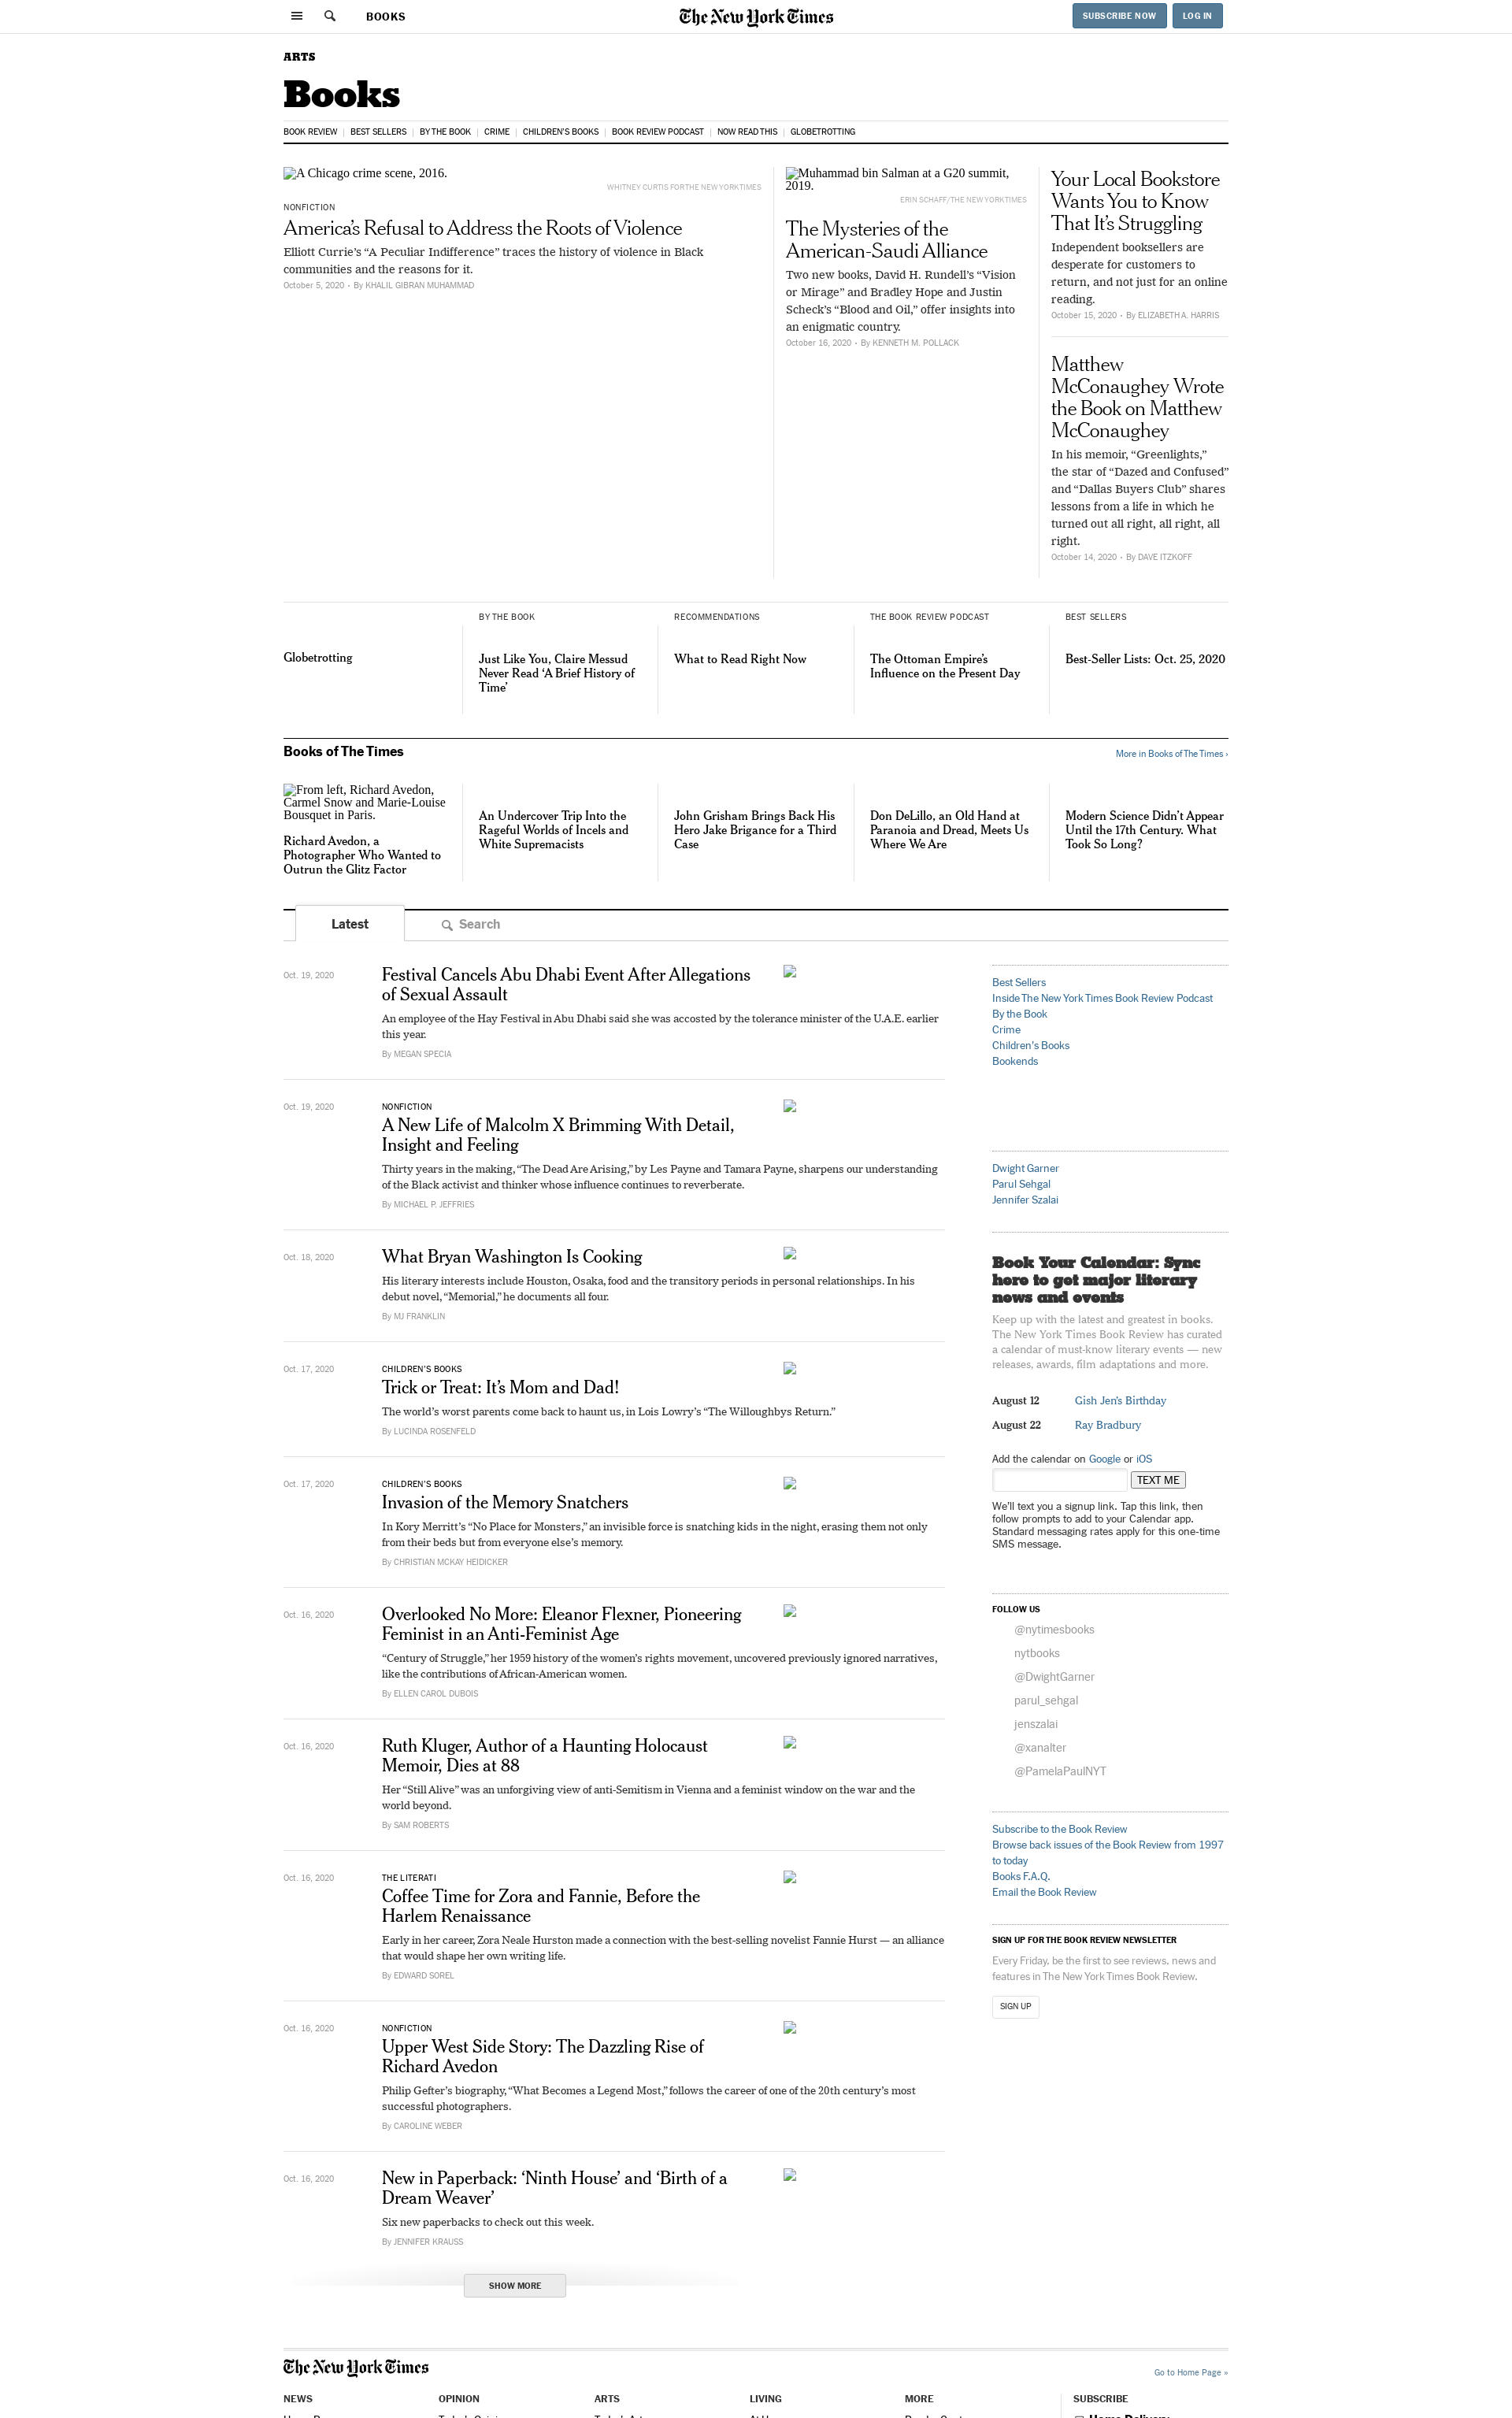 BOOKS
The New York Times
SUBSCRIBE NOW
LOG IN
ARTS
Books
BOOK REVIEW
BEST SELLERS
BY THE BOOK
CRIME
CHILDREN'S BOOKS
BOOK REVIEW PODCAST
NOW READ THIS
GLOBETROTTING
A Chicago crime scene, 2016.
WHITNEY CURTIS FOR THE NEW YORK TIMES
NONFICTION
America's Refusal to Address the Roots of Violence
Elliott Currie's “A Peculiar Indifference” traces the history of violence in Black
communities and the reasons for it.
October 5, 2020 • By KHALIL GIBRAN MUHAMMAD
Muhammad bin Salman at a G20 summit,
2019.
ERIN SCHAFF/THE NEW YORK TIMES
The Mysteries of the
American-Saudi Alliance
Two new books, David H. Rundell's “Vision
or Mirage” and Bradley Hope and Justin
Scheck's “Blood and Oil,” offer insights into
an enigmatic country.
October 16, 2020 • By KENNETH M. POLLACK
Your Local Bookstore
Wants You to Know
That It's Struggling
Independent booksellers are
desperate for customers to
return, and not just for an online
reading.
October 15, 2020 • By ELIZABETH A. HARRIS
Matthew
McConaughey Wrote
the Book on Matthew
McConaughey
In his memoir, “Greenlights,”
the star of “Dazed and Confused”
and “Dallas Buyers Club” shares
lessons from a life in which he
turned out all right, all right, all
right.
October 14, 2020 • By DAVE ITZKOFF
Globetrotting
BY THE BOOK
Just Like You, Claire Messud
Never Read ‘A Brief History of
Time’
RECOMMENDATIONS
What to Read Right Now
THE BOOK REVIEW PODCAST
The Ottoman Empire's
Influence on the Present Day
BEST SELLERS
Best-Seller Lists: Oct. 25, 2020
Books of The Times
More in Books of The Times ›
From left, Richard Avedon,
Carmel Snow and Marie-Louise
Bousquet in Paris.
Richard Avedon, a
Photographer Who Wanted to
Outrun the Glitz Factor
An Undercover Trip Into the
Rageful Worlds of Incels and
White Supremacists
John Grisham Brings Back His
Hero Jake Brigance for a Third
Case
Don DeLillo, an Old Hand at
Paranoia and Dread, Meets Us
Where We Are
Modern Science Didn't Appear
Until the 17th Century. What
Took So Long?
Latest
Search
Oct. 19, 2020
Festival Cancels Abu Dhabi Event After Allegations
of Sexual Assault
An employee of the Hay Festival in Abu Dhabi said she was accosted by the tolerance minister of the U.A.E. earlier
this year.
By MEGAN SPECIA
Oct. 19, 2020
NONFICTION
A New Life of Malcolm X Brimming With Detail,
Insight and Feeling
Thirty years in the making, “The Dead Are Arising,” by Les Payne and Tamara Payne, sharpens our understanding
of the Black activist and thinker whose influence continues to reverberate.
By MICHAEL P. JEFFRIES
Oct. 18, 2020
What Bryan Washington Is Cooking
His literary interests include Houston, Osaka, food and the transitory periods in personal relationships. In his
debut novel, “Memorial,” he documents all four.
By MJ FRANKLIN
Oct. 17, 2020
CHILDREN'S BOOKS
Trick or Treat: It's Mom and Dad!
The world's worst parents come back to haunt us, in Lois Lowry's “The Willoughbys Return.”
By LUCINDA ROSENFELD
Oct. 17, 2020
CHILDREN'S BOOKS
Invasion of the Memory Snatchers
In Kory Merritt's “No Place for Monsters,” an invisible force is snatching kids in the night, erasing them not only
from their beds but from everyone else's memory.
By CHRISTIAN MCKAY HEIDICKER
Oct. 16, 2020
Overlooked No More: Eleanor Flexner, Pioneering
Feminist in an Anti-Feminist Age
“Century of Struggle,” her 1959 history of the women's rights movement, uncovered previously ignored narratives,
like the contributions of African-American women.
By ELLEN CAROL DUBOIS
Oct. 16, 2020
Ruth Kluger, Author of a Haunting Holocaust
Memoir, Dies at 88
Her “Still Alive” was an unforgiving view of anti-Semitism in Vienna and a feminist window on the war and the
world beyond.
By SAM ROBERTS
Oct. 16, 2020
THE LITERATI
Coffee Time for Zora and Fannie, Before the
Harlem Renaissance
Early in her career, Zora Neale Hurston made a connection with the best-selling novelist Fannie Hurst — an alliance
that would shape her own writing life.
By EDWARD SOREL
Oct. 16, 2020
NONFICTION
Upper West Side Story: The Dazzling Rise of
Richard Avedon
Philip Gefter's biography, “What Becomes a Legend Most,” follows the career of one of the 20th century's most
successful photographers.
By CAROLINE WEBER
Oct. 16, 2020
New in Paperback: ‘Ninth House’ and ‘Birth of a
Dream Weaver’
Six new paperbacks to check out this week.
By JENNIFER KRAUSS
SHOW MORE
Best Sellers
Inside The New York Times Book Review Podcast
By the Book
Crime
Children's Books
Bookends
Dwight Garner
Parul Sehgal
Jennifer Szalai
Book Your Calendar: Sync
here to get major literary
news and events
Keep up with the latest and greatest in books.
The New York Times Book Review has curated
a calendar of must-know literary events — new
releases, awards, film adaptations and more.
August 12 Gish Jen's Birthday
August 22 Ray Bradbury
Add the calendar on Google or iOS
TEXT ME
We'll text you a signup link. Tap this link, then
follow prompts to add to your Calendar app.
Standard messaging rates apply for this one-time
SMS message.
FOLLOW US
@nytimesbooks
nytbooks
@DwightGarner
parul_sehgal
jenszalai
@xanalter
@PamelaPaulNYT
Subscribe to the Book Review
Browse back issues of the Book Review from 1997
to today
Books F.A.Q.
Email the Book Review
SIGN UP FOR THE BOOK REVIEW NEWSLETTER
Every Friday, be the first to see reviews, news and
features in The New York Times Book Review.
SIGN UP
The New York Times
Go to Home Page »
NEWS
OPINION
ARTS
LIVING
MORE
SUBSCRIBE